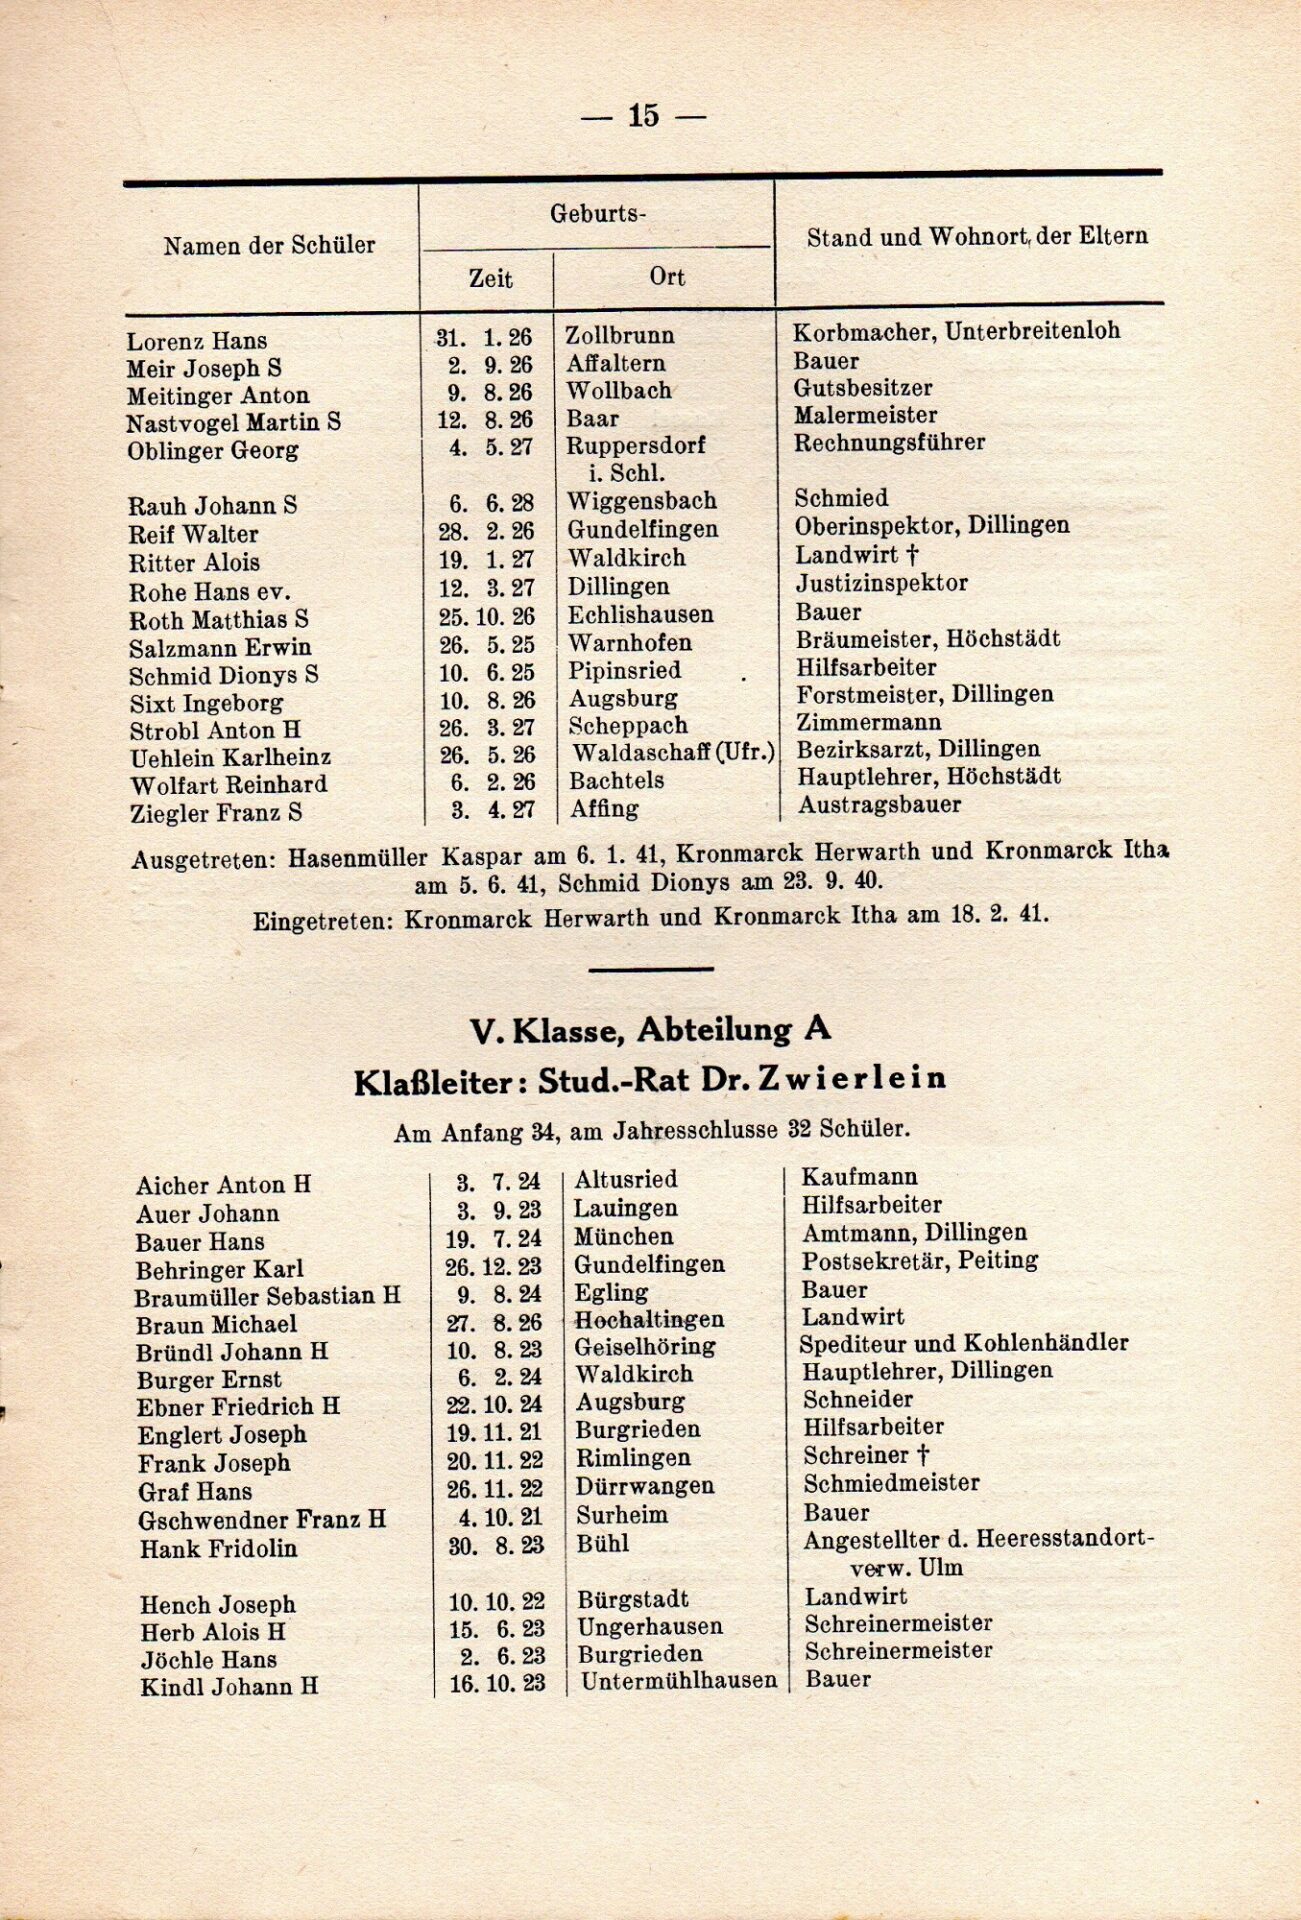 — 15 —
Namen der Schüler Geburts- Stand und Wohnort der Eltern
Zeit Ort
Lorenz Hans 31. 1. 26 Zollbrunn Korbmacher, Unterbreitenloh
Meir Joseph S 2. 9. 26 Affaltern Bauer
Meitinger Anton 9. 8. 26 Wollbach Gutsbesitzer
Nastvogel Martin S 12. 8. 26 Baar Malermeister
Oblinger Georg 4. 5. 27 Ruppersdorf Rechnungsführer
i. Schl.
Rauh Johann S 6. 6. 28 Wiggensbach Schmied
Reif Walter 28. 2. 26 Gundelfingen Oberinspektor, Dillingen
Ritter Alois 19. 1. 27 Waldkirch Landwirt †
Rohe Hans ev. 12. 3. 27 Dillingen Justizinspektor
Roth Matthias S 25. 10. 26 Echlishausen Bauer
Salzmann Erwin 26. 5. 25 Warnhofen Bräumeister, Höchstädt
Schmid Dionys S 10. 6. 25 Pipinsried Hilfsarbeiter
Sixt Ingeborg 10. 8. 26 Augsburg Forstmeister, Dillingen
Strobl Anton H 26. 3. 27 Scheppach Zimmermann
Uehlein Karlheinz 26. 5. 26 Waldaschaff (Ufr.) Bezirksarzt, Dillingen
Wolfart Reinhard 6. 2. 26 Bachtels Hauptlehrer, Höchstädt
Ziegler Franz S 3. 4. 27 Affing Austragsbauer
Ausgetreten: Hasenmüller Kaspar am 6. 1. 41, Kronmarck Herwarth und Kronmarck Itha
am 5. 6. 41, Schmid Dionys am 23. 9. 40.
Eingetreten: Kronmarck Herwarth und Kronmarck Itha am 18. 2. 41.
V. Klasse, Abteilung A
Klaßleiter: Stud.-Rat Dr. Zwierlein
Am Anfang 34, am Jahresschlusse 32 Schüler.
Aicher Anton H 3. 7. 24 Altusried Kaufmann
Auer Johann 3. 9. 23 Lauingen Hilfsarbeiter
Bauer Hans 19. 7. 24 München Amtmann, Dillingen
Behringer Karl 26. 12. 23 Gundelfingen Postsekretär, Peiting
Braumüller Sebastian H 9. 8. 24 Egling Bauer
Braun Michael 27. 8. 26 Hochaltingen Landwirt
Bründl Johann H 10. 8. 23 Geiselhöring Spediteur und Kohlenhändler
Burger Ernst 6. 2. 24 Waldkirch Hauptlehrer, Dillingen
Ebner Friedrich H 22. 10. 24 Augsburg Schneider
Englert Joseph 19. 11. 21 Burgrieden Hilfsarbeiter
Frank Joseph 20. 11. 22 Rimlingen Schreiner †
Graf Hans 26. 11. 22 Dürrwangen Schmiedmeister
Gschwendner Franz H 4. 10. 21 Surheim Bauer
Hank Fridolin 30. 8. 23 Bühl Angestellter d. Heeresstandort-
verw. Ulm
Hench Joseph 10. 10. 22 Bürgstadt Landwirt
Herb Alois H 15. 6. 23 Ungerhausen Schreinermeister
Jöchle Hans 2. 6. 23 Burgrieden Schreinermeister
Kindl Johann H 16. 10. 23 Untermühlhausen Bauer